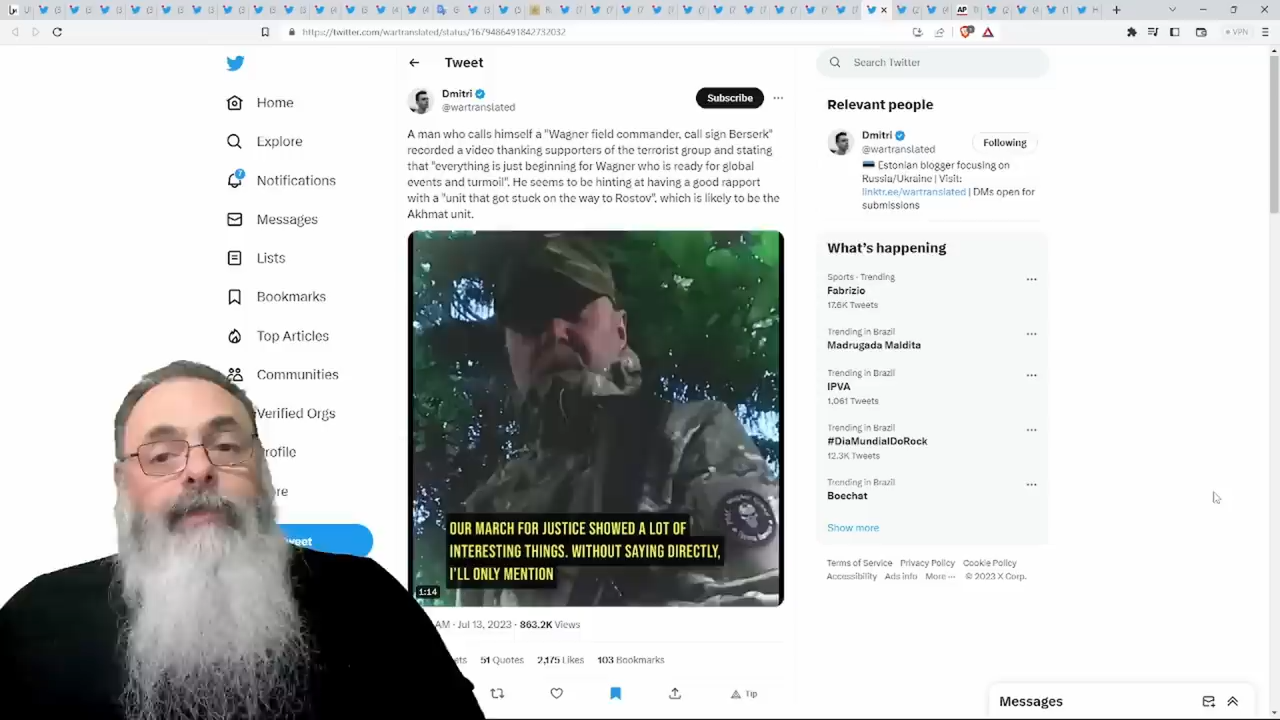 https://twitter.com/wartranslated/status/1679486491842732032
VPN
Home
Explore
7
Notifications
Messages
Lists
Bookmarks
Top Articles
Communities
Verified Orgs
rofile
ore
weet
Tweet
Dmitri
@wartranslated
Subscribe
A man who calls himself a "Wagner field commander, call sign Berserk"
recorded a video thanking supporters of the terrorist group and stating
that "everything is just beginning for Wagner who is ready for global
events and turmoil". He seems to be hinting at having a good rapport
with a "unit that got stuck on the way to Rostov", which is likely to be the
Akhmat unit.
OUR MARCH FOR JUSTICE SHOWED A LOT OF
INTERESTING THINGS. WITHOUT SAYING DIRECTLY,
I'LL ONLY MENTION
1:14
AM · Jul 13, 2023 · 863.2K Views
ets 51 Quotes 2,175 Likes 103 Bookmarks
Tip
Search Twitter
Relevant people
Dmitri
@wartranslated
Following
Estonian blogger focusing on
Russia/Ukraine | Visit:
linktr.ee/wartranslated | DMs open for
submissions
What's happening
Sports · Trending
Fabrizio
17.6K Tweets
Trending in Brazil
Madrugada Maldita
Trending in Brazil
IPVA
1,061 Tweets
Trending in Brazil
#DiaMundialDoRock
12.3K Tweets
Trending in Brazil
Boechat
Show more
Terms of Service Privacy Policy Cookie Policy
Accessibility Ads info More ··· © 2023 X Corp.
Messages